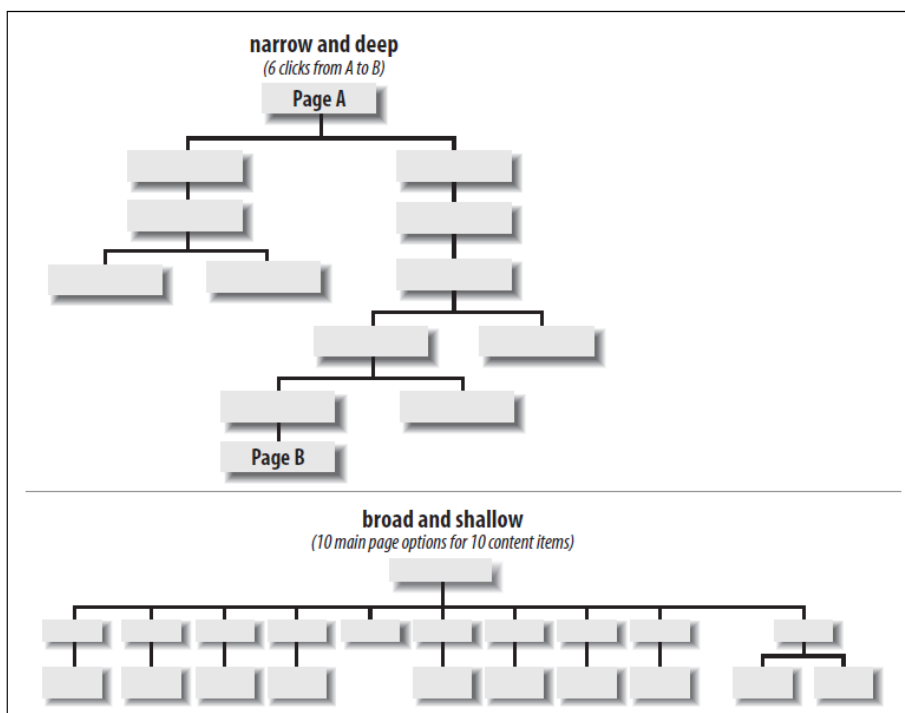 narrow and deep
(6 clicks from A to B)
Page A
Page B
broad and shallow
(10 main page options for 10 content items)